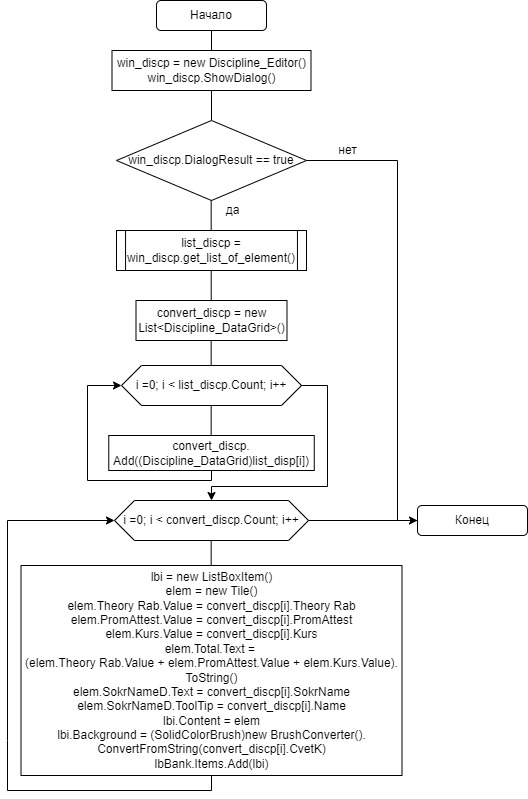 Начало
win_discp = new Discipline_Editor()
win_discp.ShowDialog()
win_discp.DialogResult == true
нет
да
list_discp =
win_discp.get_list_of_element()
convert_discp = new
List<Discipline_DataGrid>()
i =0; i < list_discp.Count; i++
convert_discp.
Add((Discipline_DataGrid)list_disp[i])
i =0; i < convert_discp.Count; i++
Конец
lbi = new ListBoxItem()
elem = new Tile()
elem.Theory Rab.Value = convert_discp[i].Theory Rab
elem.PromAttest.Value = convert_discp[i].PromAttest
elem.Kurs.Value = convert_discp[i].Kurs
elem.Total.Text =
(elem.Theory Rab.Value + elem.PromAttest.Value + elem.Kurs.Value).
ToString()
elem.SokrNameD.Text = convert_discp[i].SokrName
elem.SokrNameD.ToolTip = convert_discp[i].Name
lbi.Content = elem
lbi.Background = (SolidColorBrush)new BrushConverter().
ConvertFromString(convert_discp[i].CvetK)
lbBank.Items.Add(lbi)